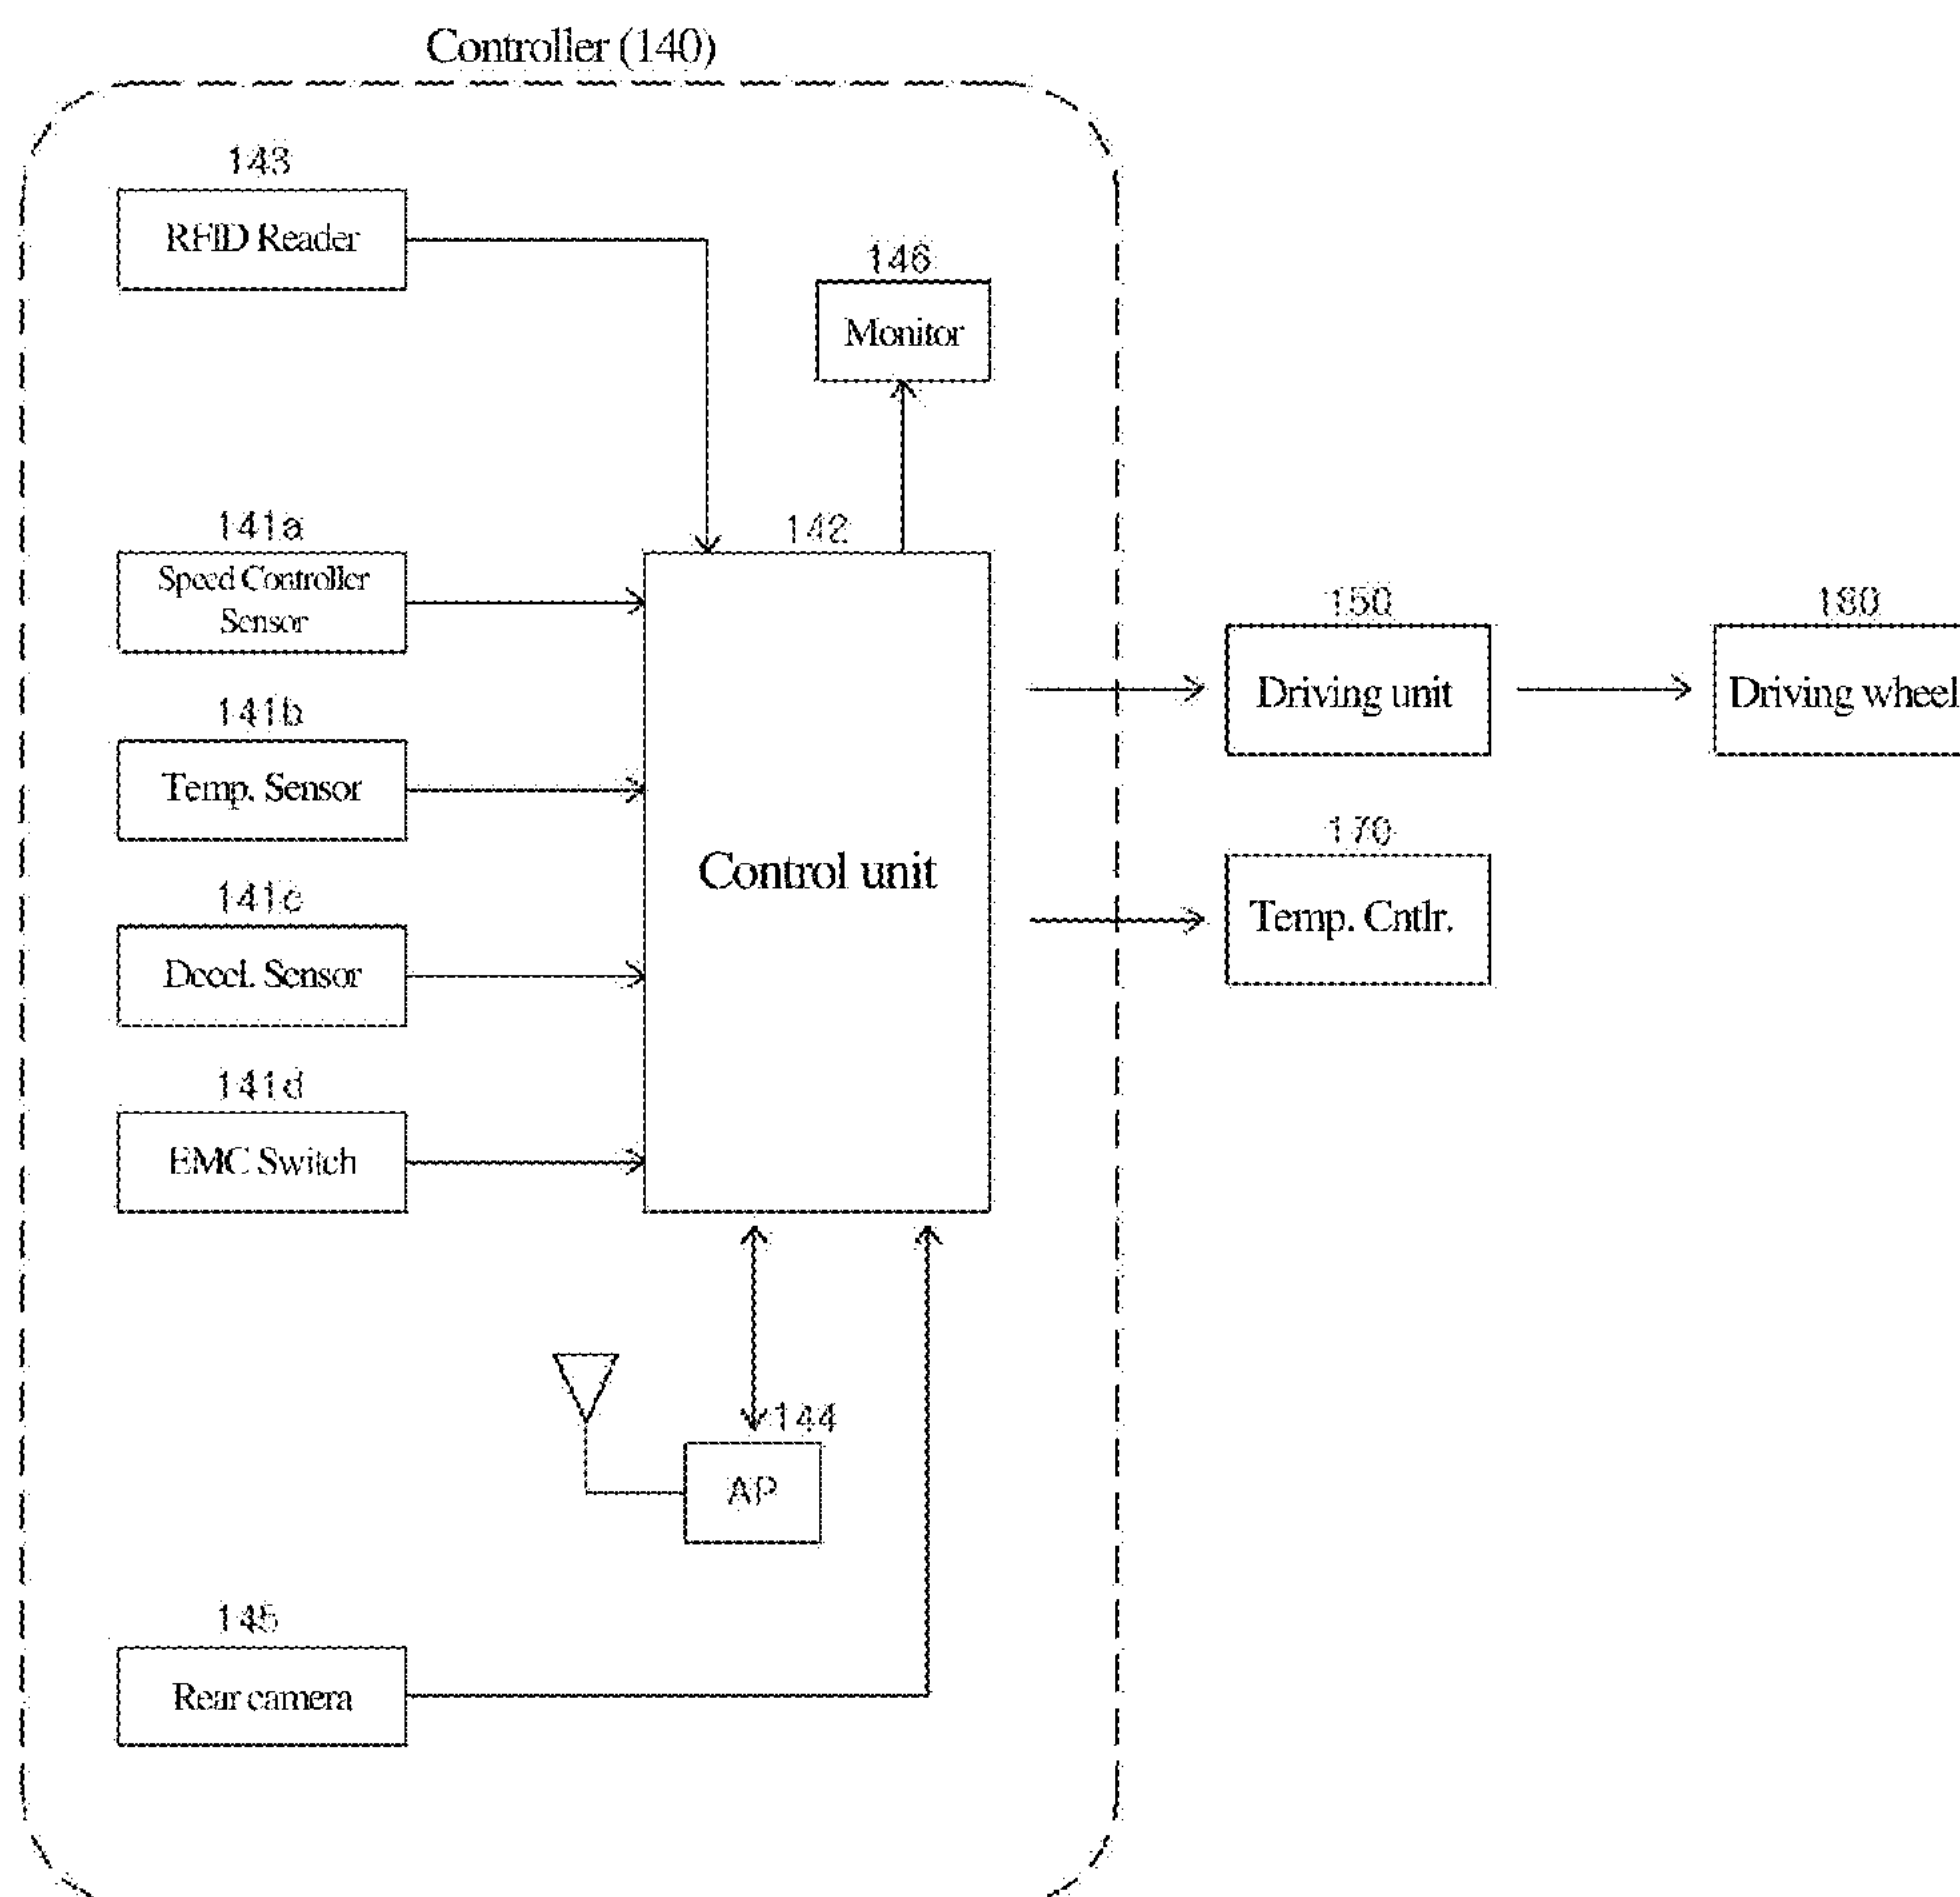 Controller (140)
143
RFID Reader
146
Monitor
141a
Speed Controller
Sensor
142
Control unit
141b
Temp. Sensor
141c
Decel. Sensor
141d
EMC Switch
150
Driving unit
180
Driving wheel
170
Temp. Cntlr.
144
AP
145
Rear camera